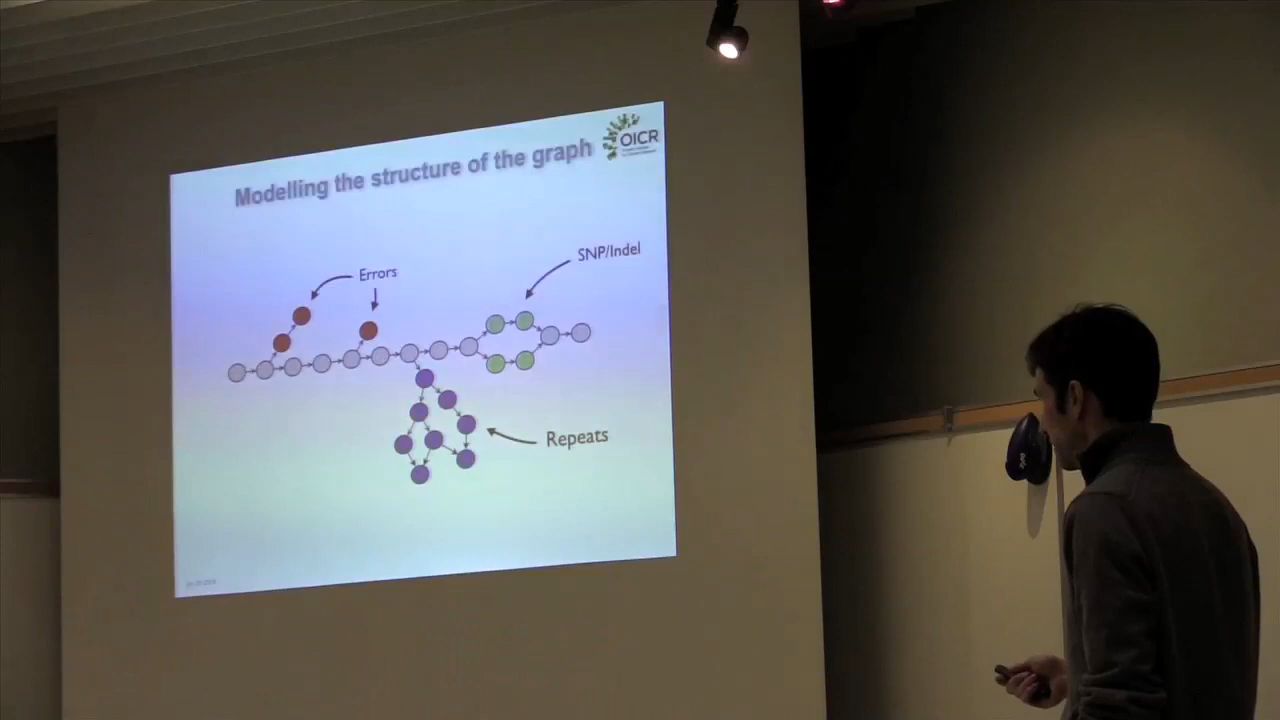 Modelling the structure of the graph
OICR
SNP/Indel
Errors
Repeats